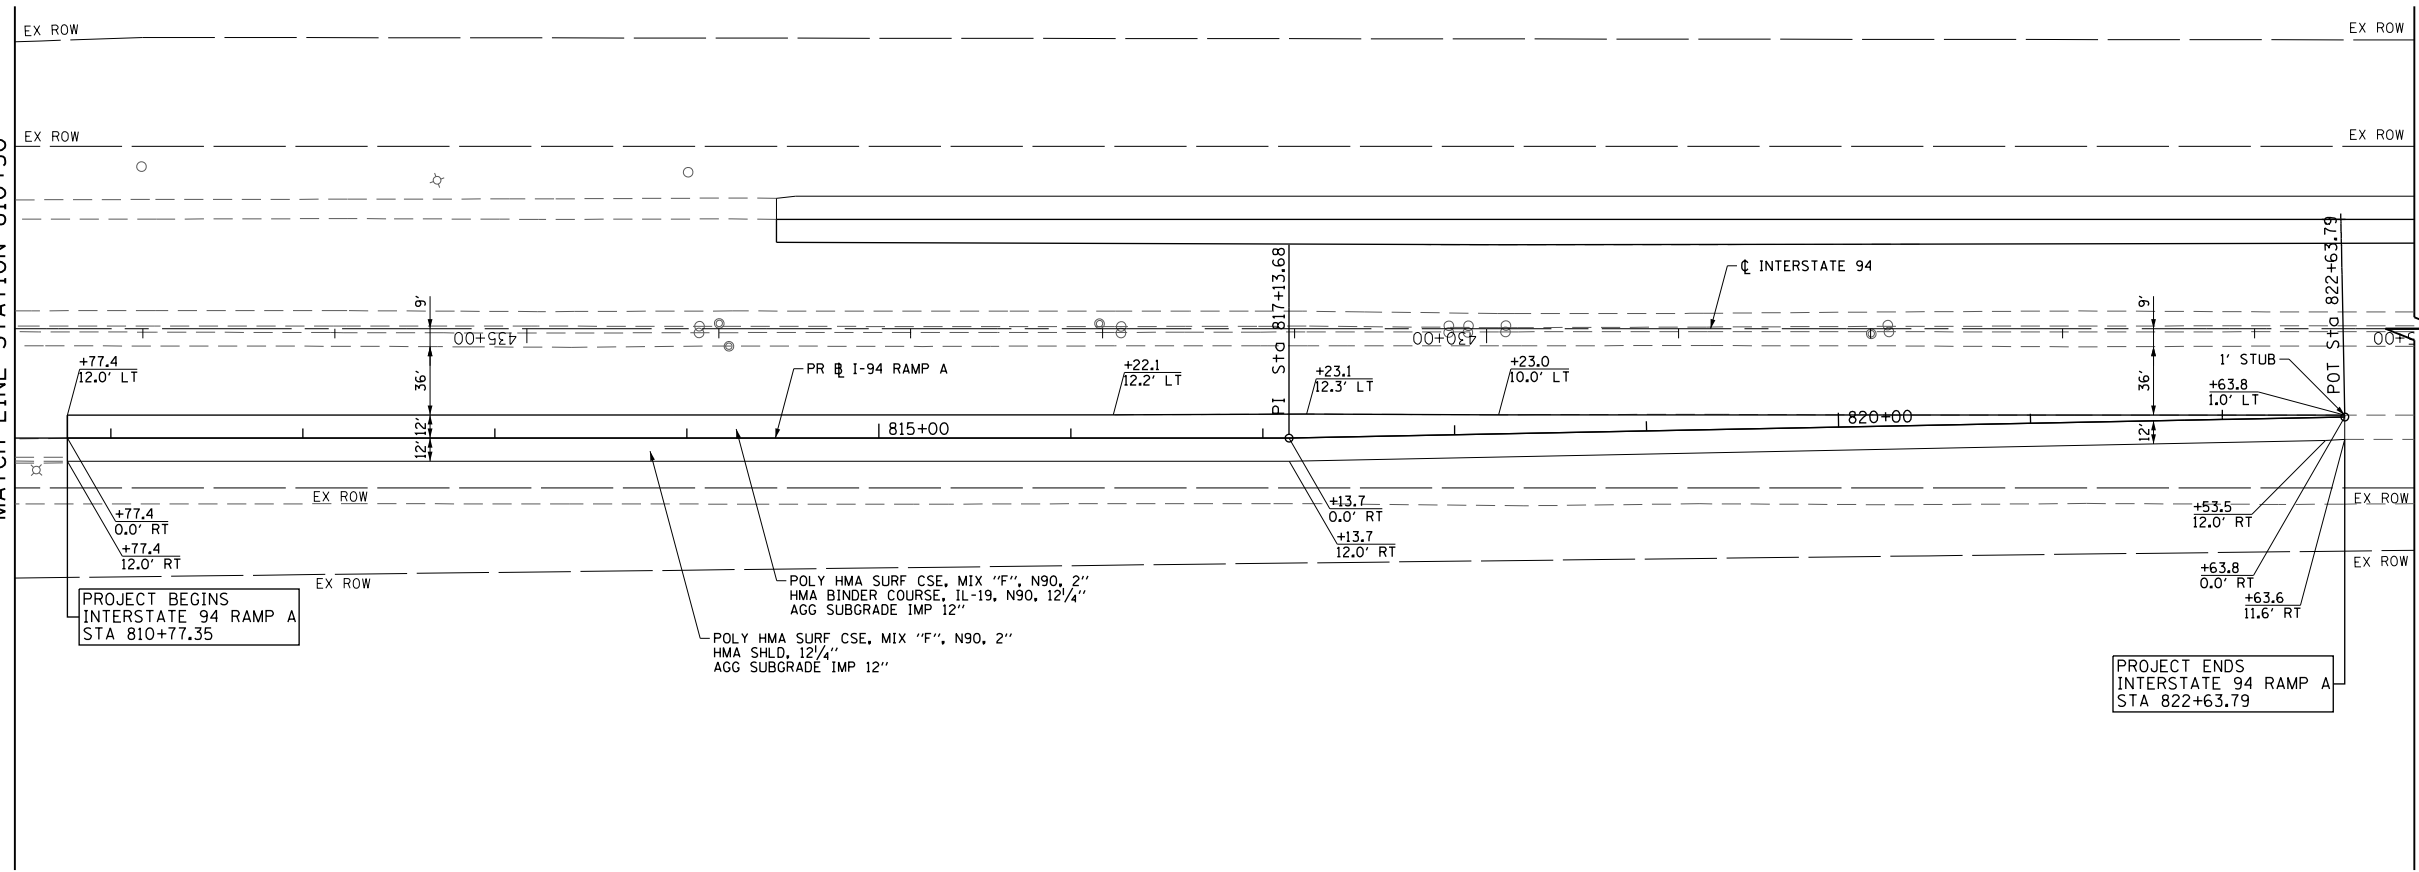 EX ROW
EX ROW
EX ROW
EX ROW
PI Sta 817+13.68
POT Sta 822+63.79
℄ INTERSTATE 94
9'
9'
435+00
430+00
+77.4
12.0' LT
36'
PR ⅊ I-94 RAMP A
+22.1
12.2' LT
+23.1
12.3' LT
+23.0
10.0' LT
36'
1' STUB
+63.8
1.0' LT
12'
12'
815+00
820+00
12'
EX ROW
EX ROW
+77.4
0.0' RT
+77.4
12.0' RT
+13.7
0.0' RT
+13.7
12.0' RT
+53.5
12.0' RT
+63.8
0.0' RT
+63.6
11.6' RT
EX ROW
EX ROW
PROJECT BEGINS
INTERSTATE 94 RAMP A
STA 810+77.35
POLY HMA SURF CSE, MIX "F", N90, 2"
HMA BINDER COURSE, IL-19, N90, 12 1/4"
AGG SUBGRADE IMP 12"
POLY HMA SURF CSE, MIX "F", N90, 2"
HMA SHLD, 12 1/4"
AGG SUBGRADE IMP 12"
PROJECT ENDS
INTERSTATE 94 RAMP A
STA 822+63.79